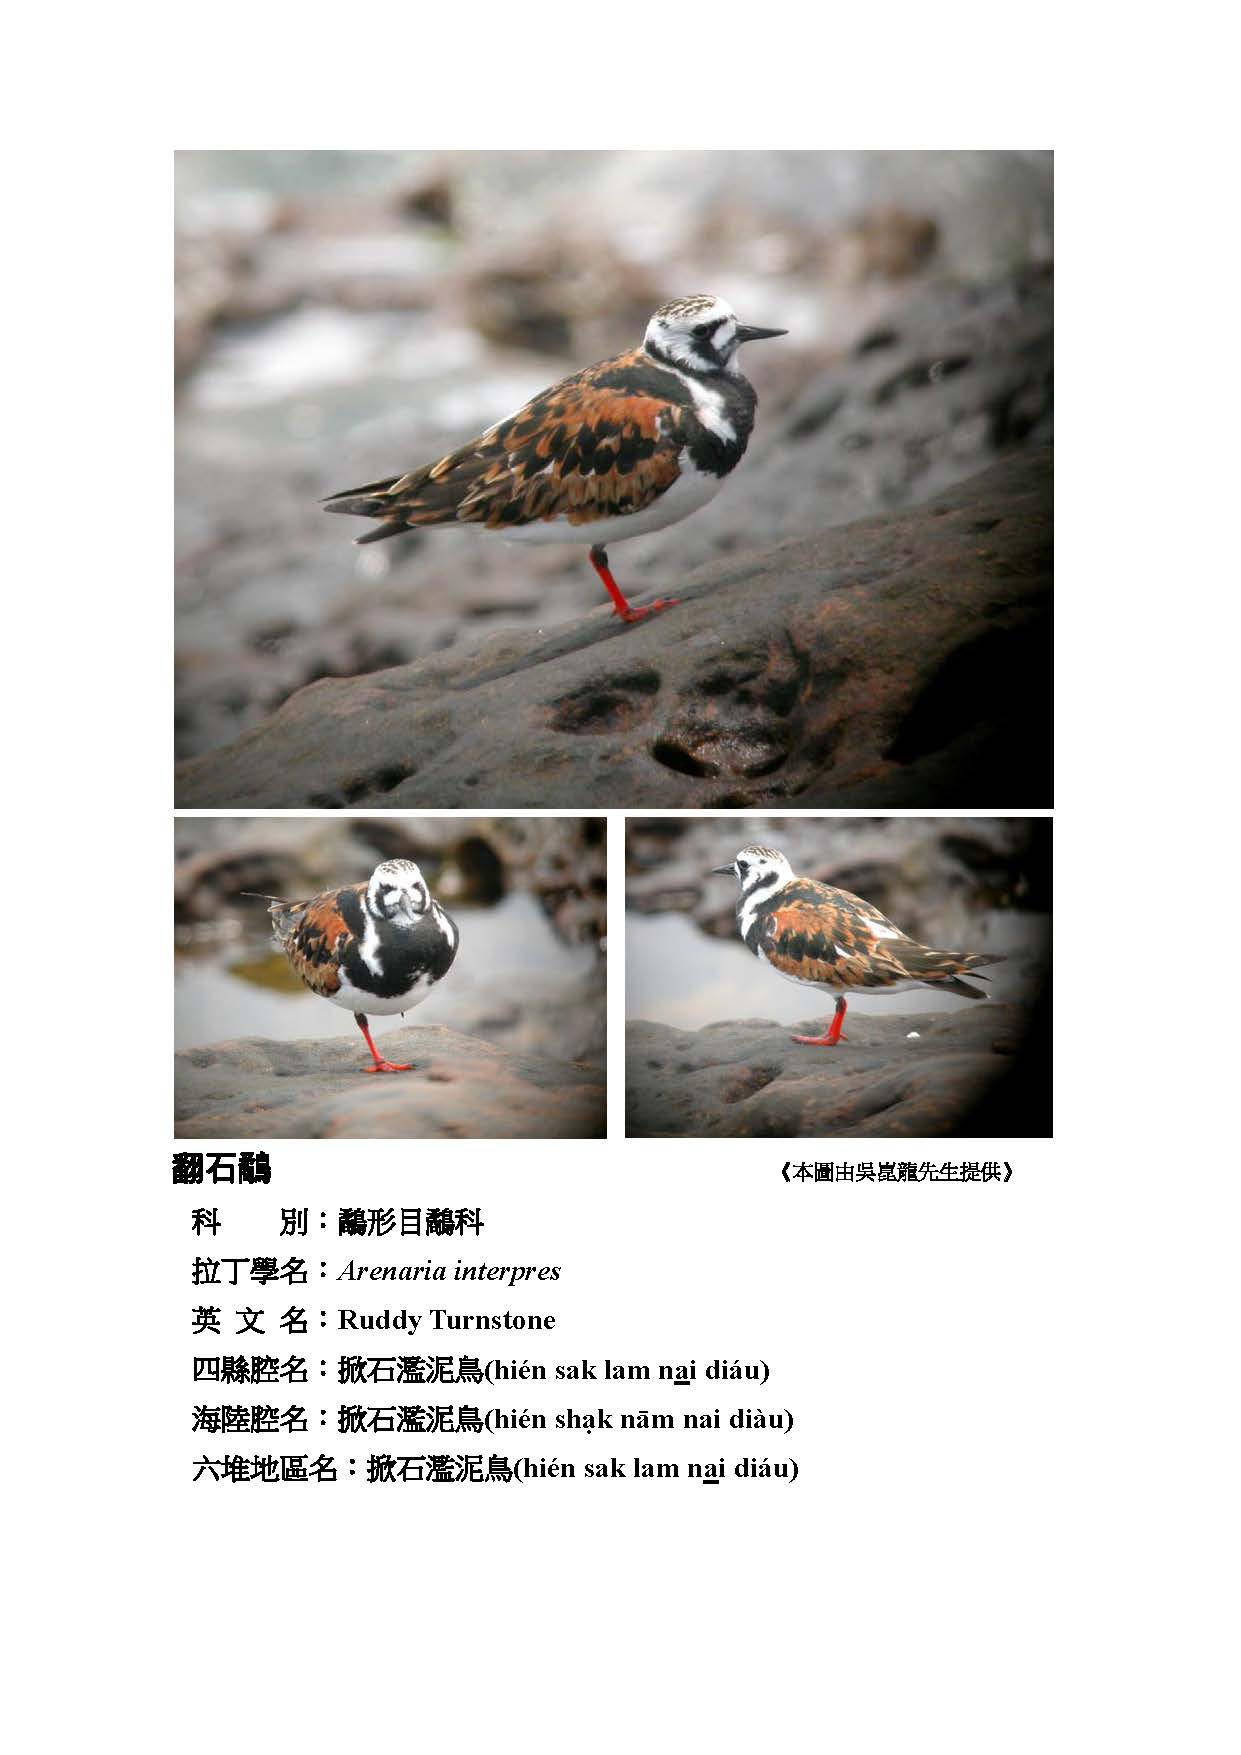 翻石鷸
《本圖由吳崑龍先生提供》
科　　別：鷸形目鷸科
拉丁學名：Arenaria interpres
英 文 名：Ruddy Turnstone
四縣腔名：掀石濫泥鳥(hién sak lam na̲i diáu)
海陸腔名：掀石濫泥鳥(hién shạk nām nai diàu)
六堆地區名：掀石濫泥鳥(hién sak lam na̲i diáu)